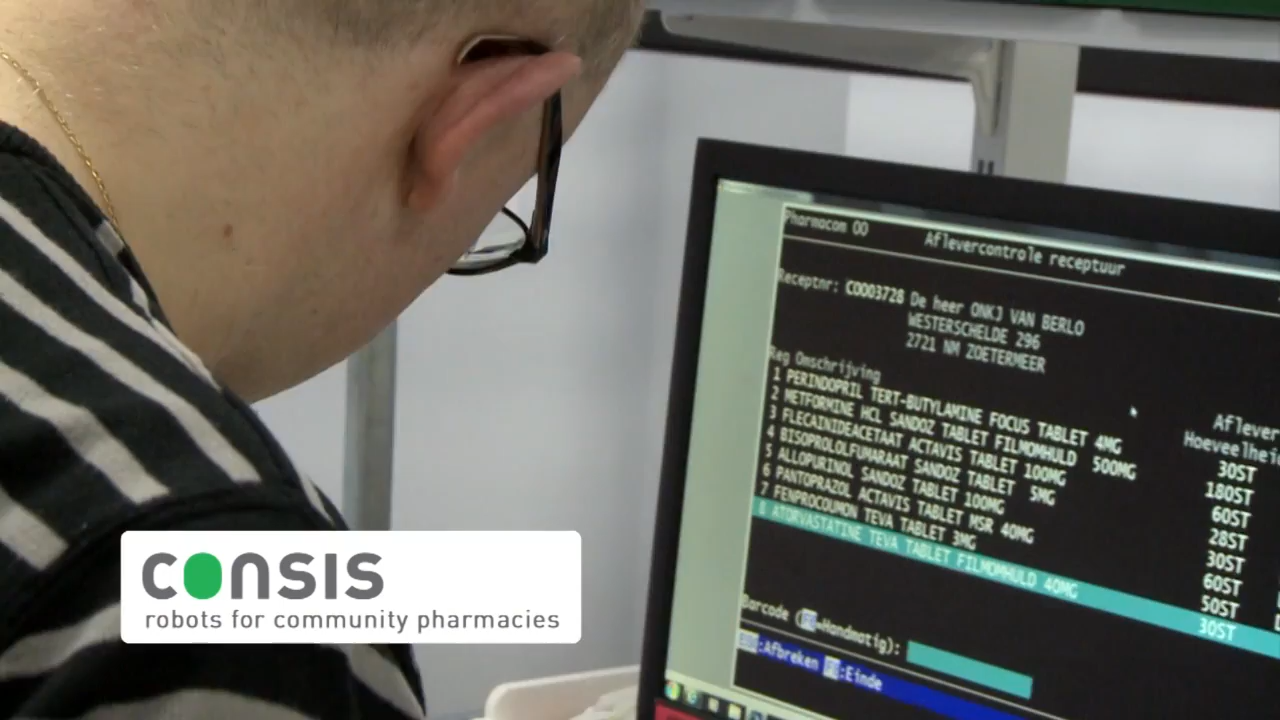 Pharmacom 00
Aflevercontrole receptuur
Receptnr: C0003728 De heer ONKJ VAN BERLO
WESTERSCHELDE 296
2721 NM ZOETERMEER
Reg Omschrijving
Hoeveelhei
1 PERINDOPRIL TERT-BUTYLAMINE FOCUS TABLET 4MG 30ST
2 METFORMINE HCL SANDOZ TABLET FILMOMHULD 500MG 180ST
3 FLECAINIDEACETAAT ACTAVIS TABLET 100MG 60ST
4 BISOPROLOLFUMARAAT SANDOZ TABLET 5MG 28ST
5 ALLOPURINOL SANDOZ TABLET 100MG 30ST
6 PANTOPRAZOL ACTAVIS TABLET MSR 40MG 60ST
7 FENPROCOUMON TEVA TABLET 3MG 50ST
8 ATORVASTATINE TEVA TABLET FILMOMHULD 40MG 30ST
Barcode (=Handmatig):
:Afbreken :Einde
CONSIS
robots for community pharmacies